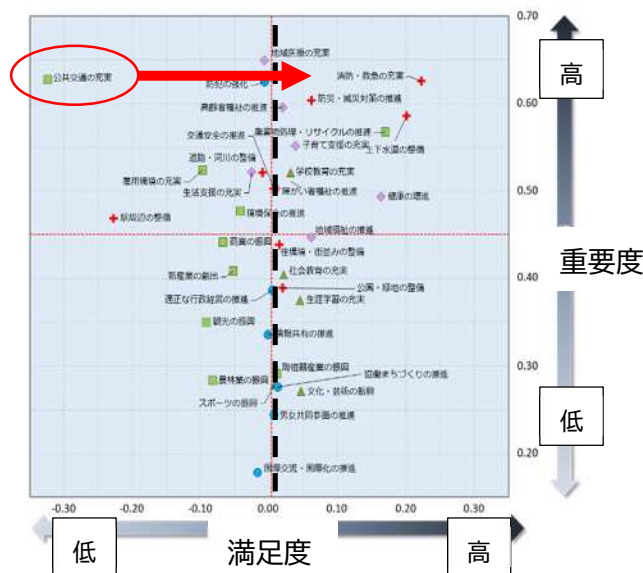 0.70
地域医療の充実
高
公共交通の充実
消防・救急の充実
防犯の強化
0.60
防災・減災対策の推進
高齢者福祉の推進
交通安全の推進
廃棄物処理・リサイクルの推進
子育て支援の充実
上下水道の整備
道路・河川の整備
雇用環境の充実
学校教育の充実
生活支援の充実
障がい者福祉の推進
健康の増進
0.50
駅周辺の整備
環境保全の推進
地域福祉の推進
商業の振興
住環境・街並みの整備
重要度
新産業の創出
社会教育の充実
0.40
適正な行政経営の推進
公園・緑地の整備
生涯学習の充実
観光の振興
情報共有の推進
陶磁器産業の振興
0.30
農林業の振興
協働まちづくりの推進
スポーツの振興
文化・芸術の振興
男女共同参画の推進
低
0.20
国際交流・国際化の推進
-0.30
-0.20
-0.10
0.00
0.10
0.20
0.30
低
満足度
高